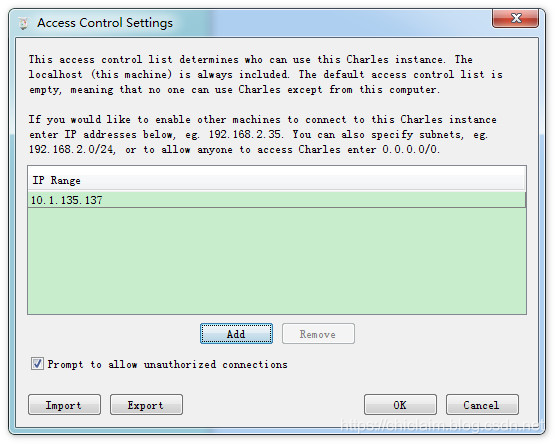 Access Control Settings
This access control list determines who can use this Charles instance. The
localhost (this machine) is always included. The default access control list is
empty, meaning that no one can use Charles except from this computer.
If you would like to enable other machines to connect to this Charles instance
enter IP addresses below, eg. 192.168.2.35. You can also specify subnets, eg.
192.168.2.0/24, or to allow anyone to access Charles enter 0.0.0.0/0.
IP Range
10.1.135.137
Add Remove
Prompt to allow unauthorized connections
Import Export OK Cancel
https://chiclaim.blog.csdn.net